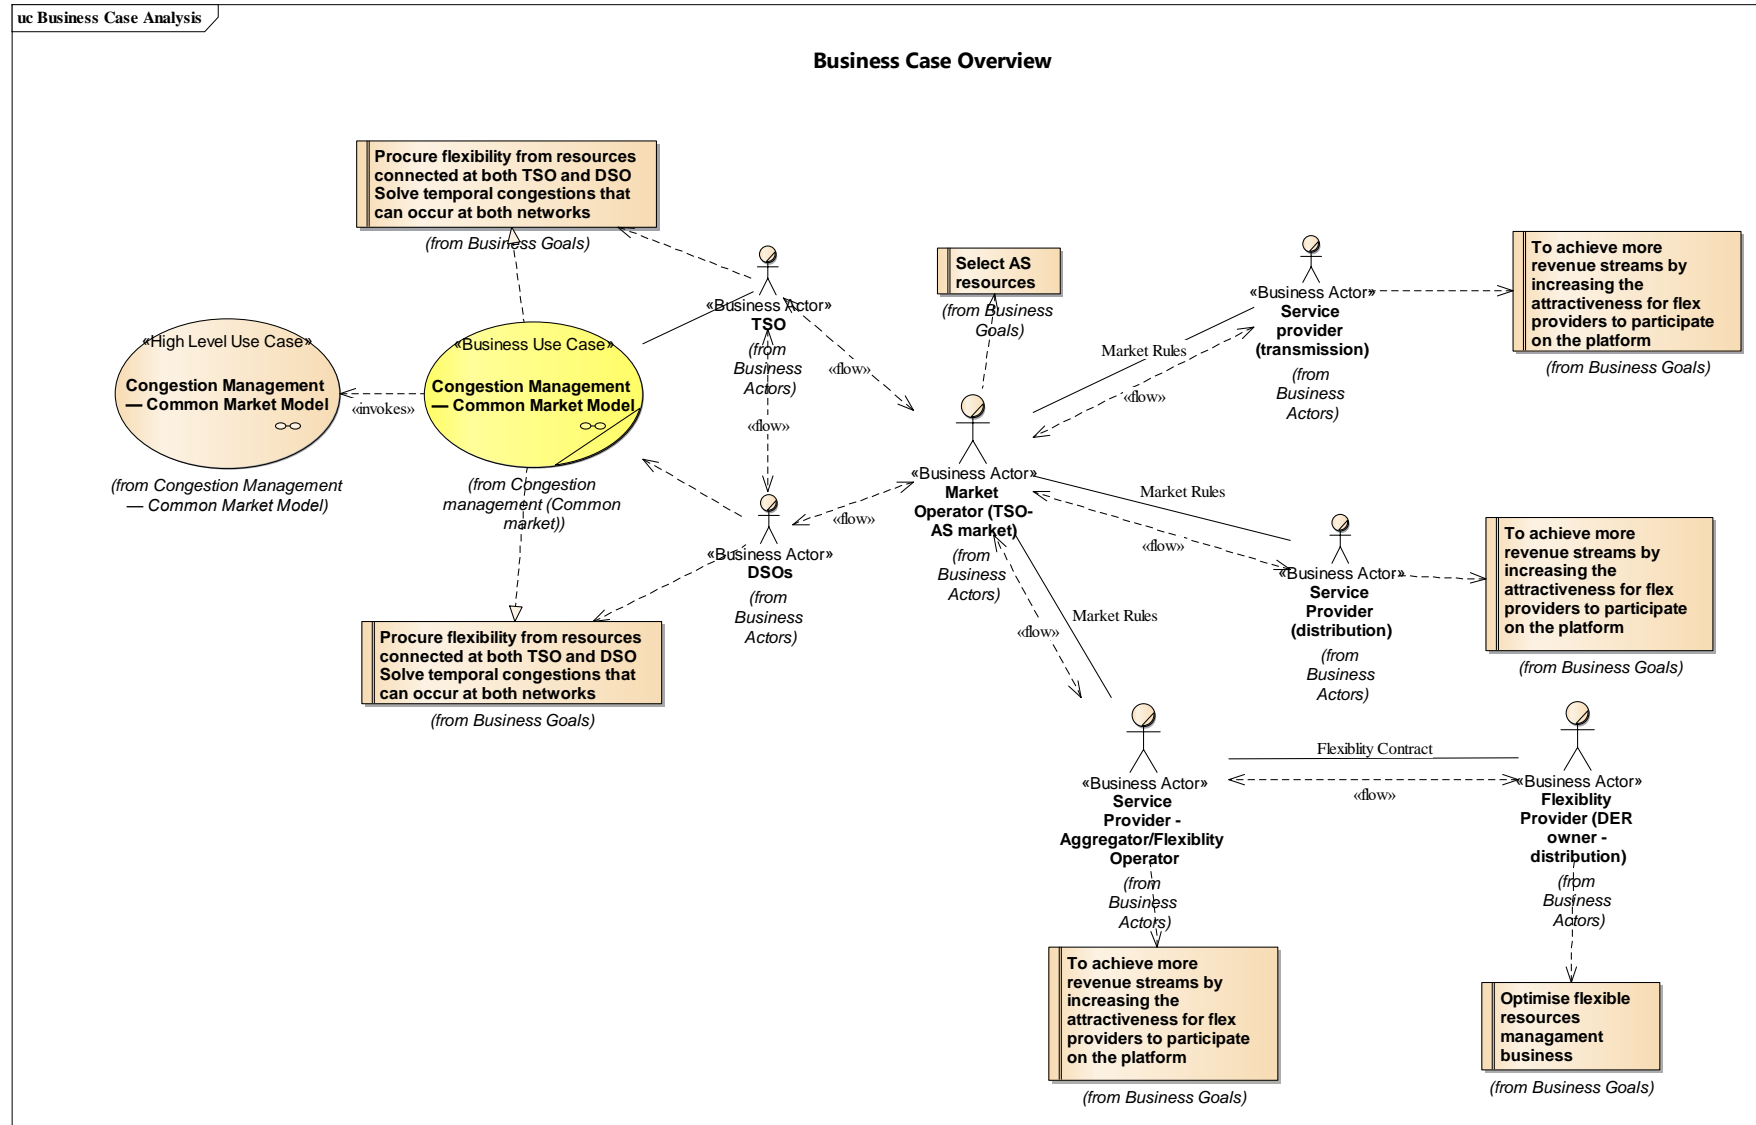 uc Business Case Analysis
Business Case Overview
Procure flexibility from resources
connected at both TSO and DSO
Solve temporal congestions that
can occur at both networks
(from Business Goals)
«Business Actor»
TSO
(from
Business
Actors)
«flow»
«flow»
«High Level Use Case»
Congestion Management
— Common Market Model
(from Congestion Management
— Common Market Model)
«invokes»
«Business Use Case»
Congestion Management
— Common Market Model
(from Congestion
management (Common
market))
«Business Actor»
DSOs
(from
Business
Actors)
«flow»
Procure flexibility from resources
connected at both TSO and DSO
Solve temporal congestions that
can occur at both networks
(from Business Goals)
Select AS
resources
(from Business
Goals)
«Business Actor»
Market
Operator (TSO-
AS market)
(from
Business
Actors)
Market Rules
«flow»
«Business Actor»
Service
provider
(transmission)
(from
Business
Actors)
To achieve more
revenue streams by
increasing the
attractiveness for flex
providers to participate
on the platform
(from Business Goals)
Market Rules
«flow»
«Business Actor»
Service
Provider
(distribution)
(from
Business
Actors)
To achieve more
revenue streams by
increasing the
attractiveness for flex
providers to participate
on the platform
(from Business Goals)
Market Rules
«flow»
«Business Actor»
Service
Provider -
Aggregator/Flexiblity
Operator
(from
Business
Actors)
Flexiblity Contract
«flow»
«Business Actor»
Flexiblity
Provider (DER
owner -
distribution)
(from
Business
Actors)
To achieve more
revenue streams by
increasing the
attractiveness for flex
providers to participate
on the platform
(from Business Goals)
Optimise flexible
resources
managament
business
(from Business Goals)